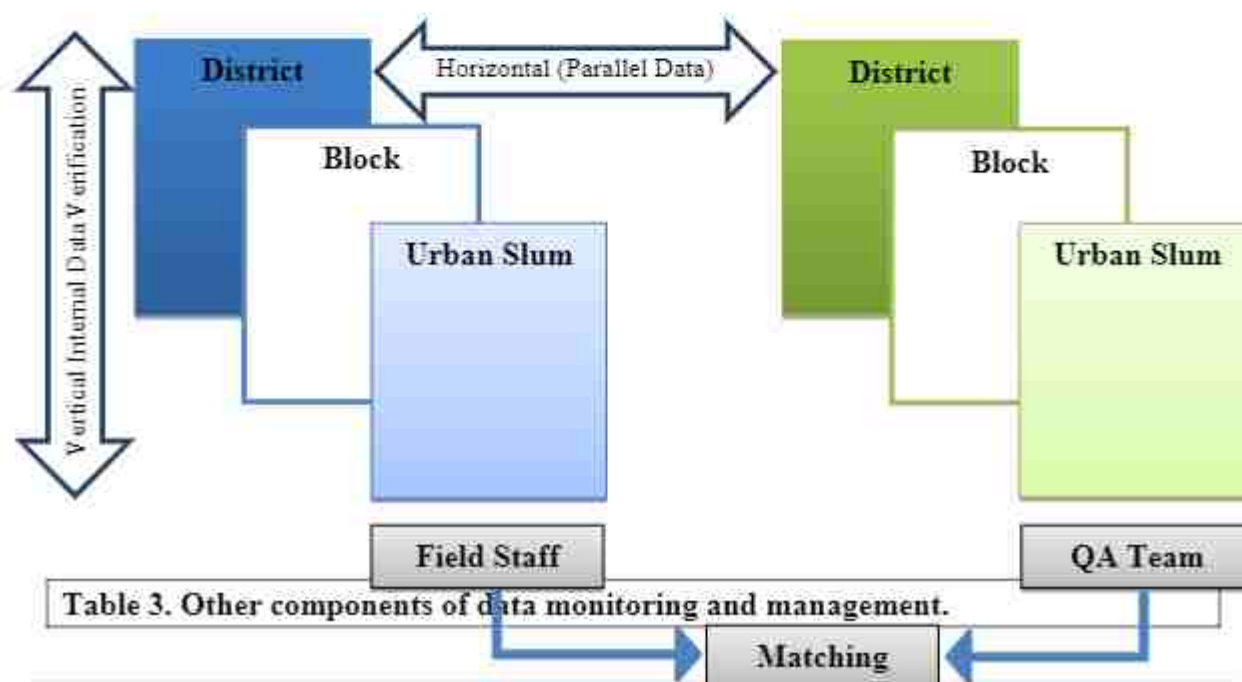 District
Horizontal (Parallel Data)
District
Block
Block
Vertical Internal Data Verification
Urban Slum
Urban Slum
Field Staff
QA Team
Table 3. Other components of data monitoring and management.
Matching